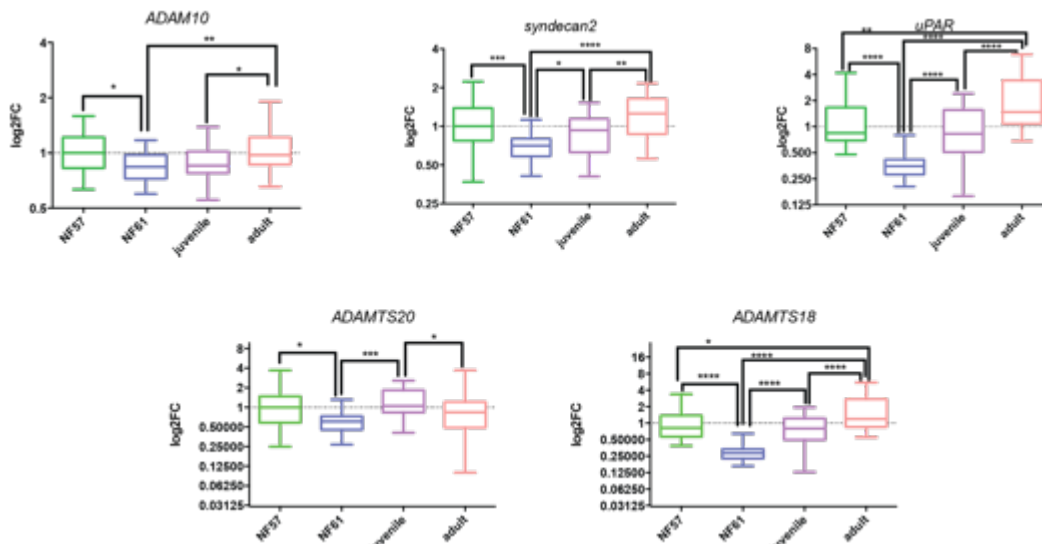 ADAM10
log2FC
4
2
1
0.5
**
*
*
NF57
NF61
juvenile
adult
syndecan2
log2FC
4
2
1
0.50
0.25
****
***
*
**
NF57
NF61
juvenile
adult
uPAR
log2FC
8
4
2
1
0.500
0.250
0.125
**
****
****
****
****
NF57
NF61
juvenile
adult
ADAMTS20
log2FC
8
4
2
1
0.50000
0.25000
0.12500
0.06250
0.03125
*
***
*
NF57
NF61
juvenile
adult
ADAMTS18
log2FC
16
8
4
2
1
0.50000
0.25000
0.12500
0.06250
0.03125
*
****
****
****
****
NF57
NF61
juvenile
adult